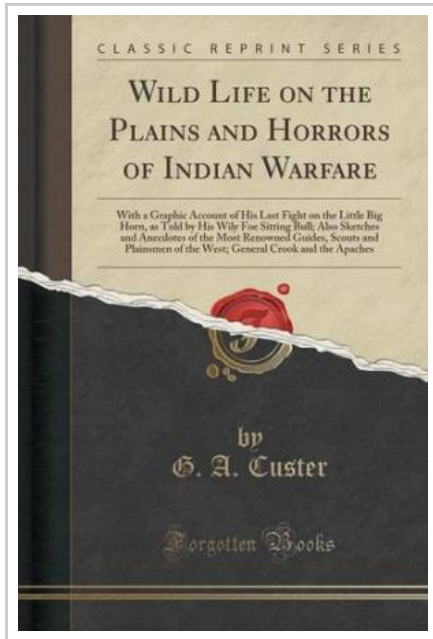 CLASSIC REPRINT SERIES
WILD LIFE ON THE
PLAINS AND HORRORS
OF INDIAN WARFARE
With a Graphic Account of His Last Fight on the Little Big
Horn, as Told by His Wily Foe Sitting Bull; Also Sketches
and Anecdotes of the Most Renowned Guides, Scouts and
Plainsmen of the West; General Crook and the Apaches
F
by
G. A. Custer
Forgotten Books